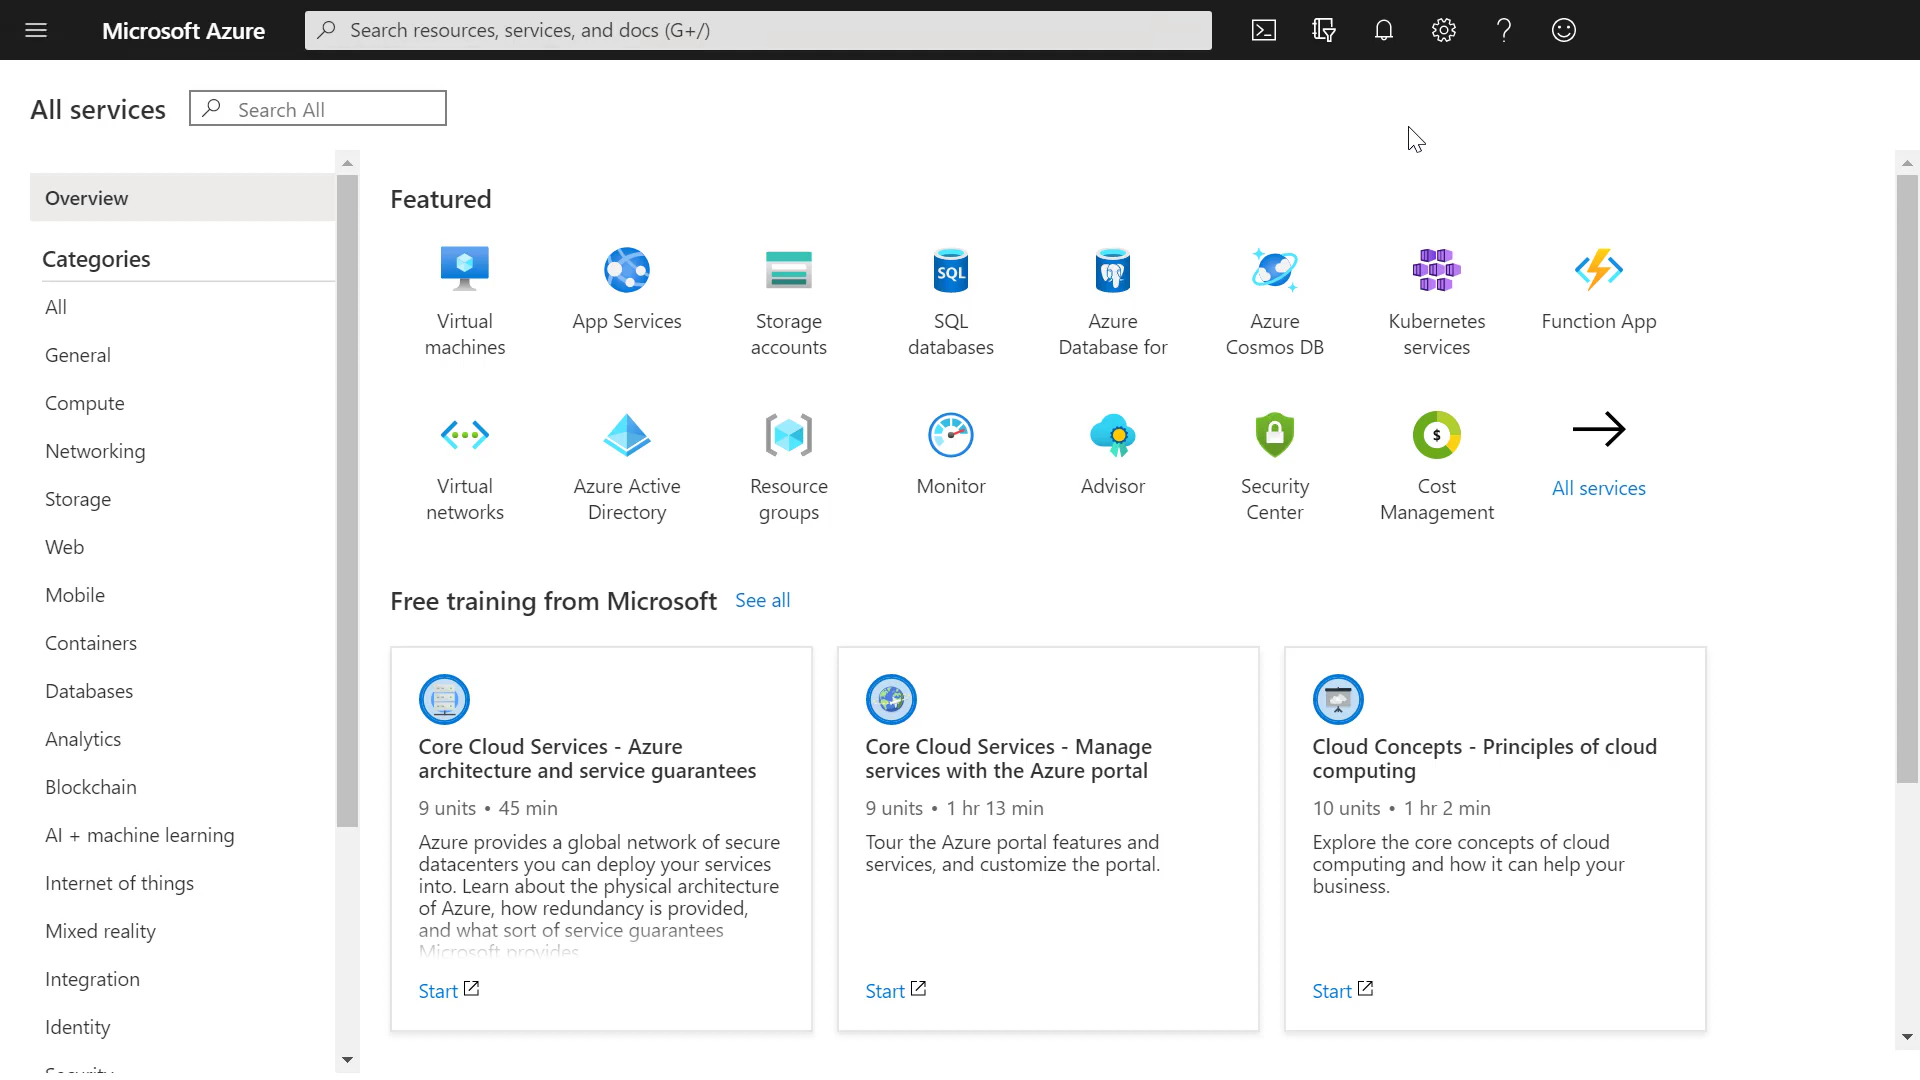 Microsoft Azure
Search resources, services, and docs (G+/)
All services
Search All
Overview
Categories
All
General
Compute
Networking
Storage
Web
Mobile
Containers
Databases
Analytics
Blockchain
AI + machine learning
Internet of things
Mixed reality
Integration
Identity
Security
Featured
Virtual
machines
App Services
Storage
accounts
SQL
SQL
databases
Azure
Database for
Azure
Cosmos DB
Kubernetes
services
Function App
Virtual
networks
Azure Active
Directory
Resource
groups
Monitor
Advisor
Security
Center
$
Cost
Management
All services
Free training from Microsoft
See all
Core Cloud Services - Azure
architecture and service guarantees
9 units • 45 min
Azure provides a global network of secure
datacenters you can deploy your services
into. Learn about the physical architecture
of Azure, how redundancy is provided,
and what sort of service guarantees
Microsoft provides
Start
Core Cloud Services - Manage
services with the Azure portal
9 units • 1 hr 13 min
Tour the Azure portal features and
services, and customize the portal.
Start
Cloud Concepts - Principles of cloud
computing
10 units • 1 hr 2 min
Explore the core concepts of cloud
computing and how it can help your
business.
Start